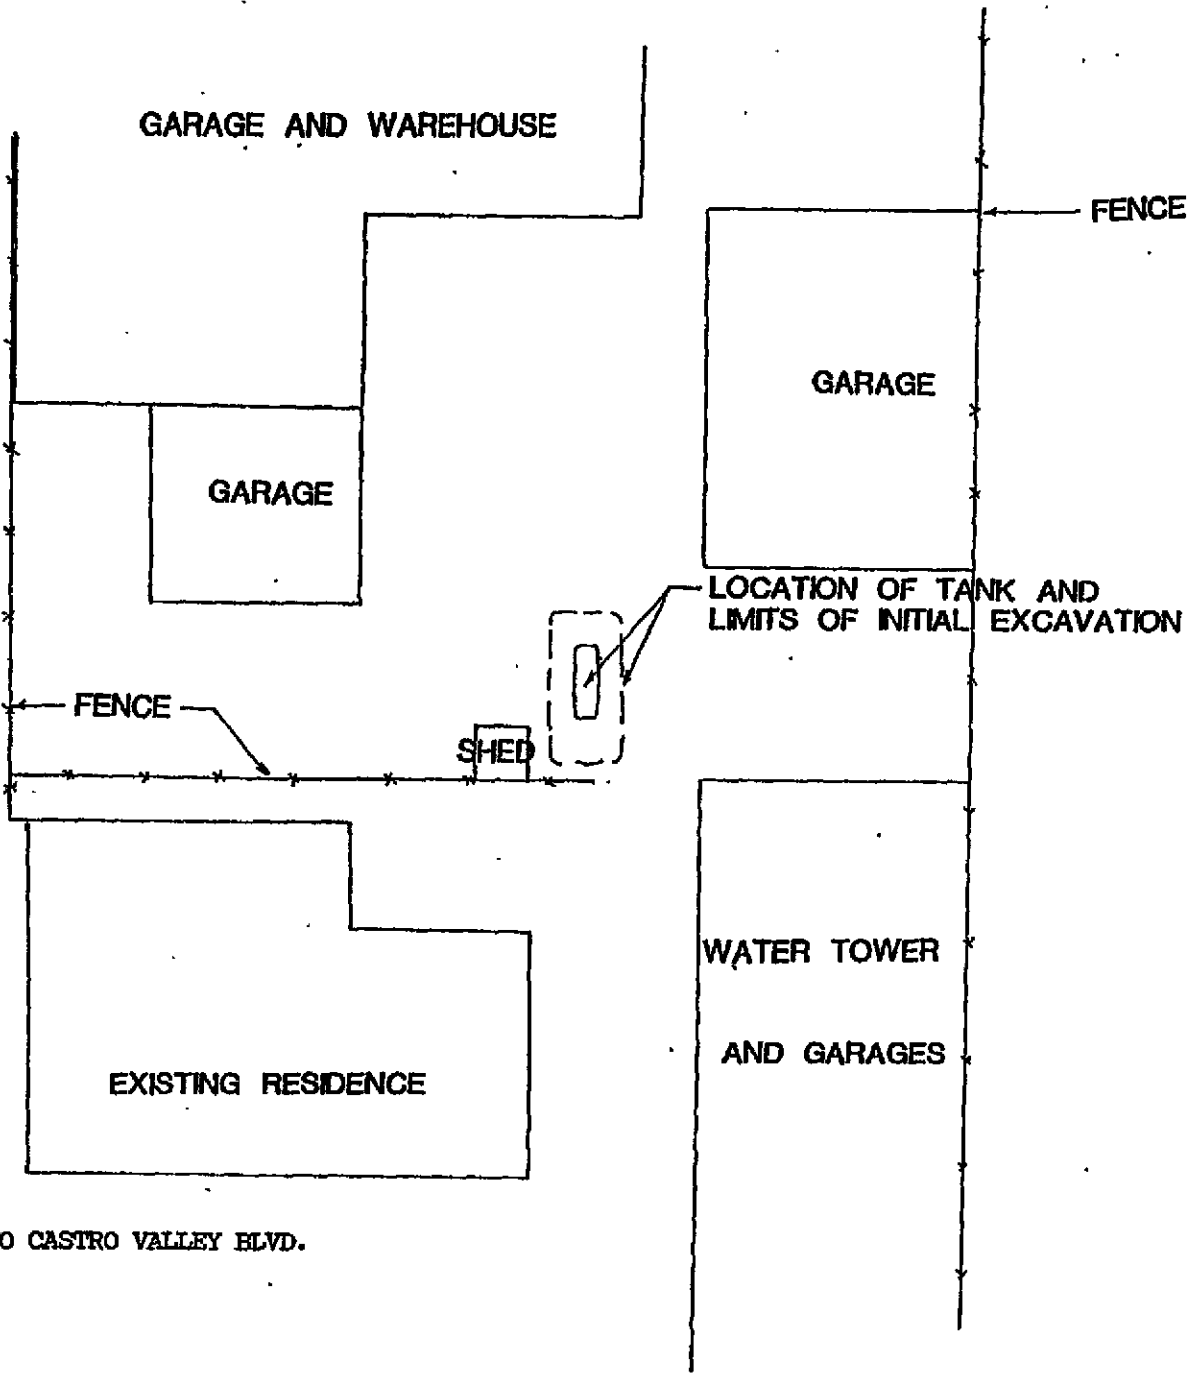 GARAGE AND WAREHOUSE
FENCE
GARAGE
GARAGE
LOCATION OF TANK AND
LIMITS OF INITIAL EXCAVATION
FENCE
SHED
WATER TOWER
AND GARAGES
EXISTING RESIDENCE
O CASTRO VALLEY BLVD.